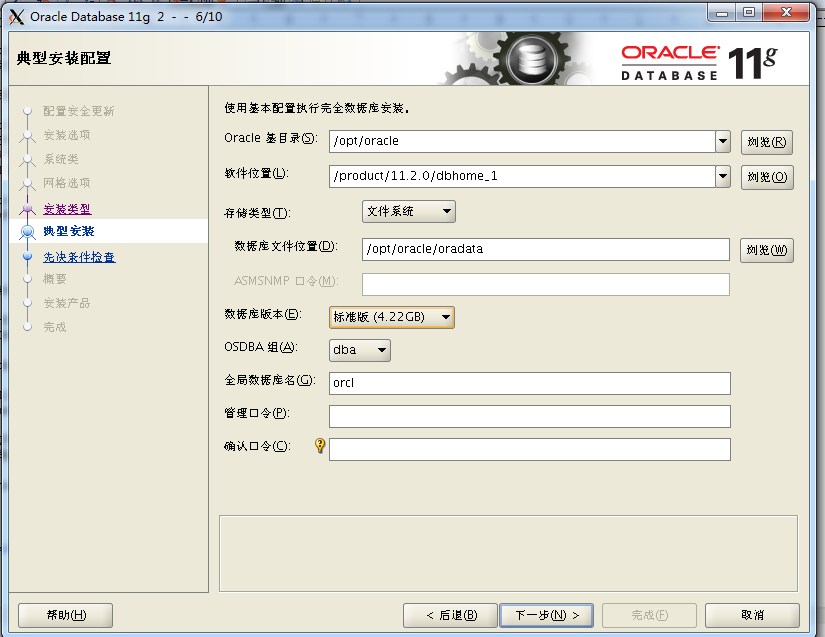 Oracle Database 11g 2 - - 6/10
典型安装配置
ORACLE
DATABASE 11g
配置安全更新
安装选项
系统类
网格选项
安装类型
典型安装
先决条件检查
概要
安装产品
完成
使用基本配置执行完全数据库安装。
Oracle 基目录(S): /opt/oracle 浏览(R)
软件位置(L): /product/11.2.0/dbhome_1 浏览(O)
存储类型(T): 文件系统
数据库文件位置(D): /opt/oracle/oradata 浏览(W)
ASMSNMP 口令(M):
数据库版本(E): 标准版 (4.22GB)
OSDBA 组(A): dba
全局数据库名(G): orcl
管理口令(P):
确认口令(C):
帮助(H) < 后退(B) 下一步(N) > 完成(F) 取消